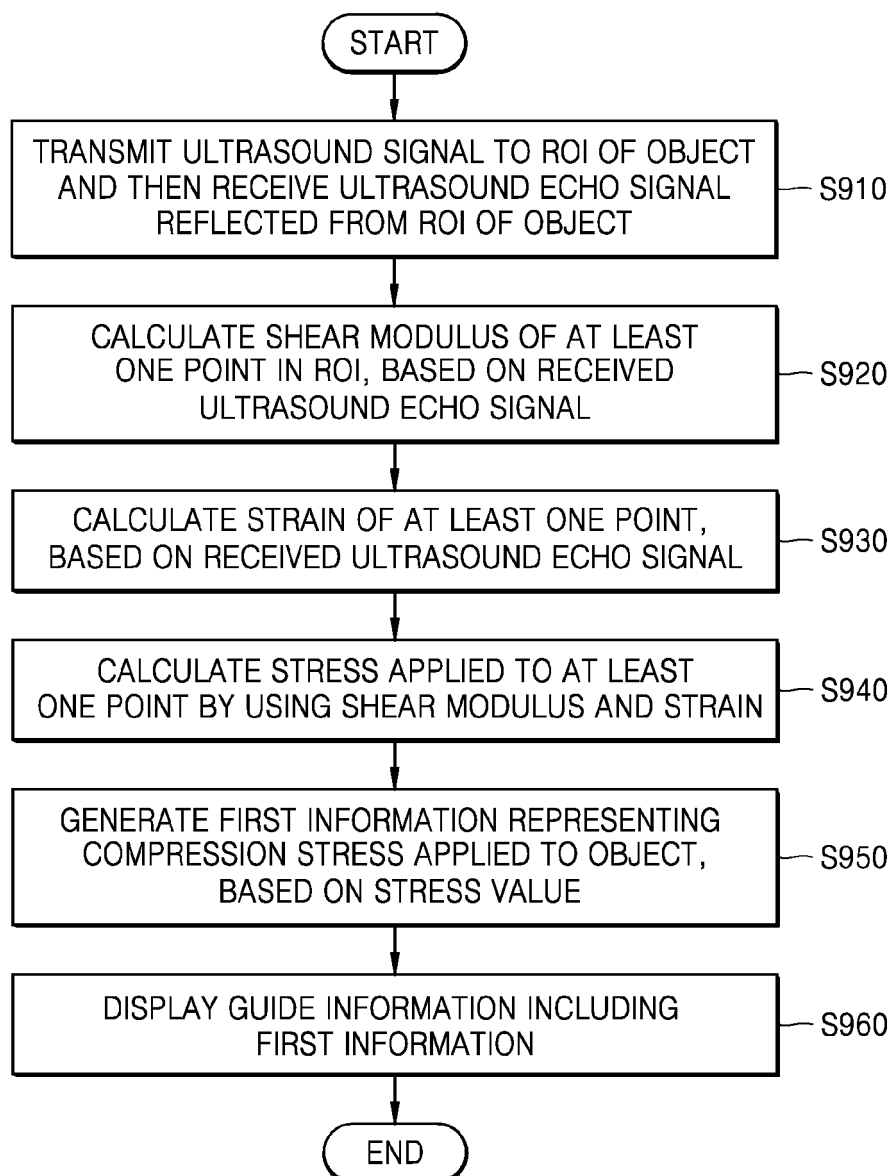 START
TRANSMIT ULTRASOUND SIGNAL TO ROI OF OBJECT
AND THEN RECEIVE ULTRASOUND ECHO SIGNAL
REFLECTED FROM ROI OF OBJECT
S910
CALCULATE SHEAR MODULUS OF AT LEAST
ONE POINT IN ROI, BASED ON RECEIVED
ULTRASOUND ECHO SIGNAL
S920
CALCULATE STRAIN OF AT LEAST ONE POINT,
BASED ON RECEIVED ULTRASOUND ECHO SIGNAL
S930
CALCULATE STRESS APPLIED TO AT LEAST
ONE POINT BY USING SHEAR MODULUS AND STRAIN
S940
GENERATE FIRST INFORMATION REPRESENTING
COMPRESSION STRESS APPLIED TO OBJECT,
BASED ON STRESS VALUE
S950
DISPLAY GUIDE INFORMATION INCLUDING
FIRST INFORMATION
S960
END